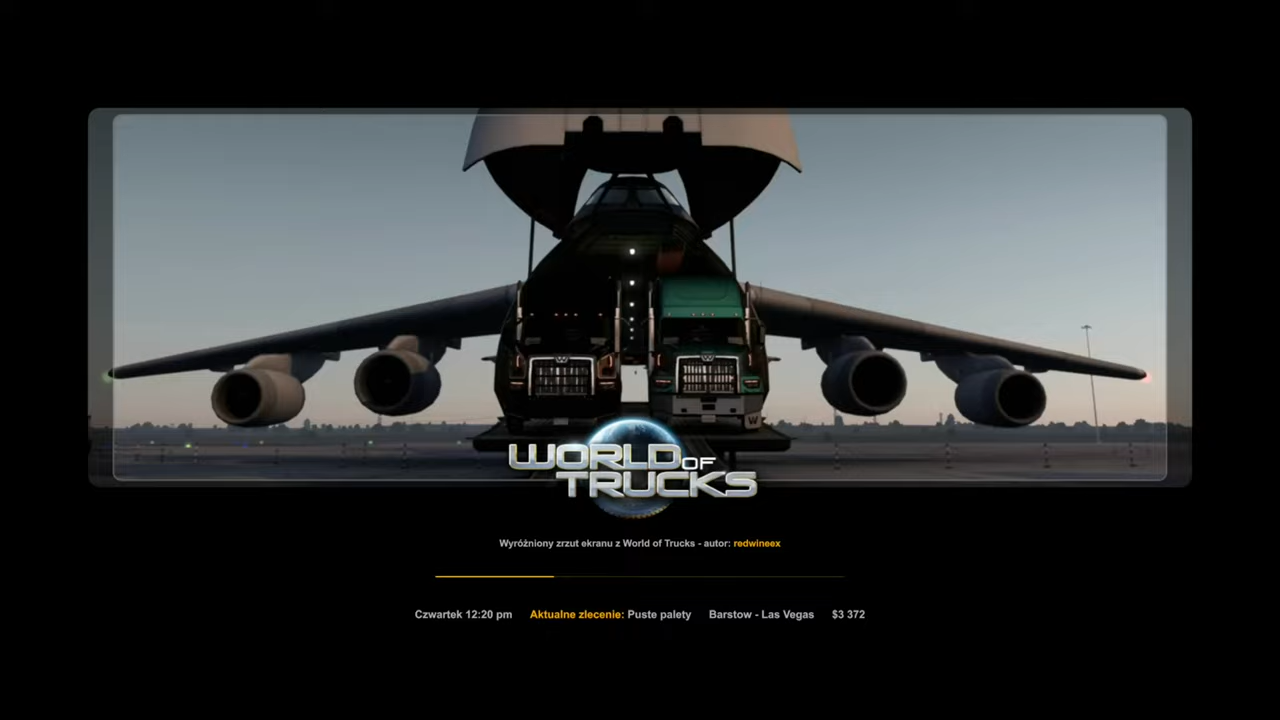 WORLD OF
TRUCKS
Wyróżniony zrzut ekranu z World of Trucks - autor: redwineex
Czwartek 12:20 pm Aktualne zlecenie: Puste palety Barstow - Las Vegas $3 372